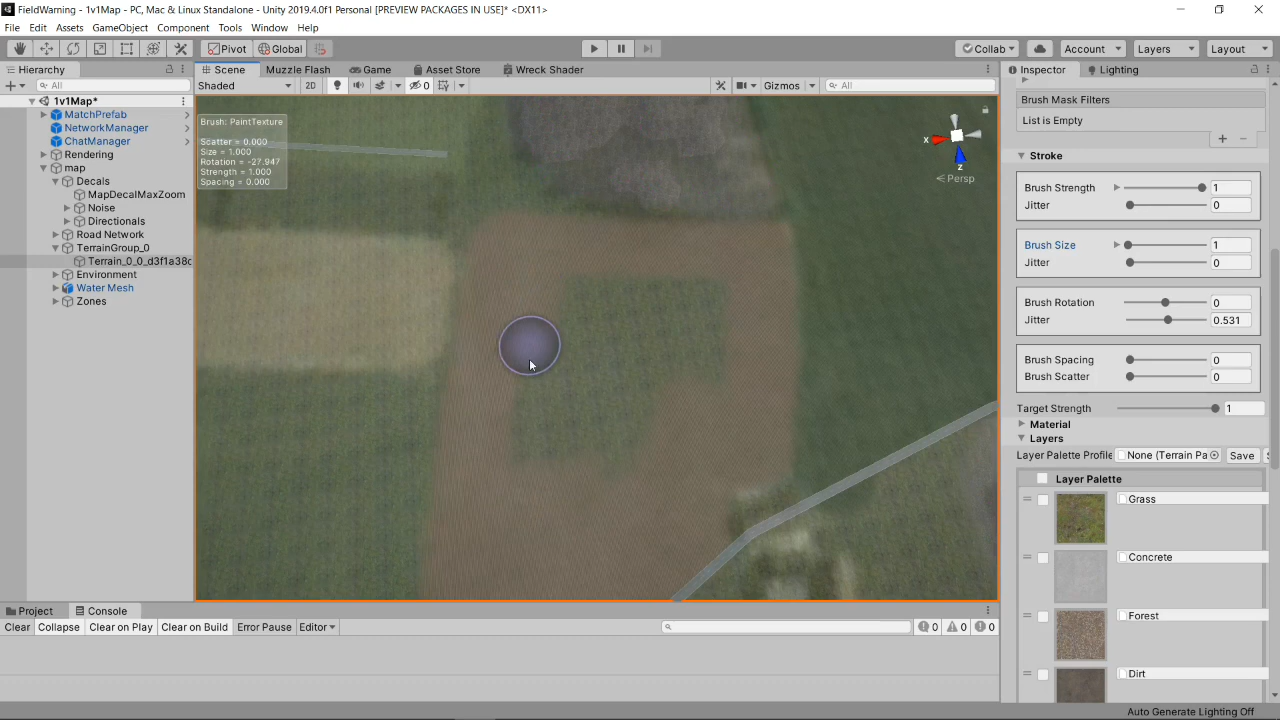 FieldWarning - 1v1Map - PC, Mac & Linux Standalone - Unity 2019.4.0f1 Personal [PREVIEW PACKAGES IN USE]* <DX11>
File Edit Assets GameObject Component Tools Window Help
Pivot Global Collab Account Layers Layout
Hierarchy Scene Muzzle Flash Game Asset Store Wreck Shader Inspector Lighting
All Shaded 2D 0 Gizmos All
1v1Map*
MatchPrefab
NetworkManager
ChatManager
Rendering
map
Decals
MapDecalMaxZoom
Noise
Directionals
Road Network
TerrainGroup_0
Terrain_0_0_d3f1a38c
Environment
Water Mesh
Zones
Brush: PaintTexture
Scatter = 0.000
Size = 1.000
Rotation = -27.947
Strength = 1.000
Spacing = 0.000
x
z
Persp
Brush Mask Filters
List is Empty
Stroke
Brush Strength 1
Jitter 0
Brush Size 1
Jitter 0
Brush Rotation 0
Jitter 0.531
Brush Spacing 0
Brush Scatter 0
Target Strength 1
Material
Layers
Layer Palette Profile None (Terrain Pa Save
Layer Palette
Grass
Concrete
Forest
Dirt
Project Console
Clear Collapse Clear on Play Clear on Build Error Pause Editor 0 0 0
Auto Generate Lighting Off